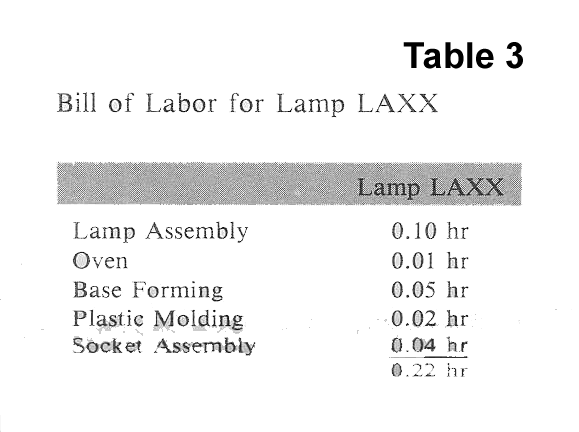 Table 3
Bill of Labor for Lamp LAXX
Lamp LAXX
Lamp Assembly 0.10 hr
Oven 0.01 hr
Base Forming 0.05 hr
Plastic Molding 0.02 hr
Socket Assembly 0.04 hr
0.22 hr